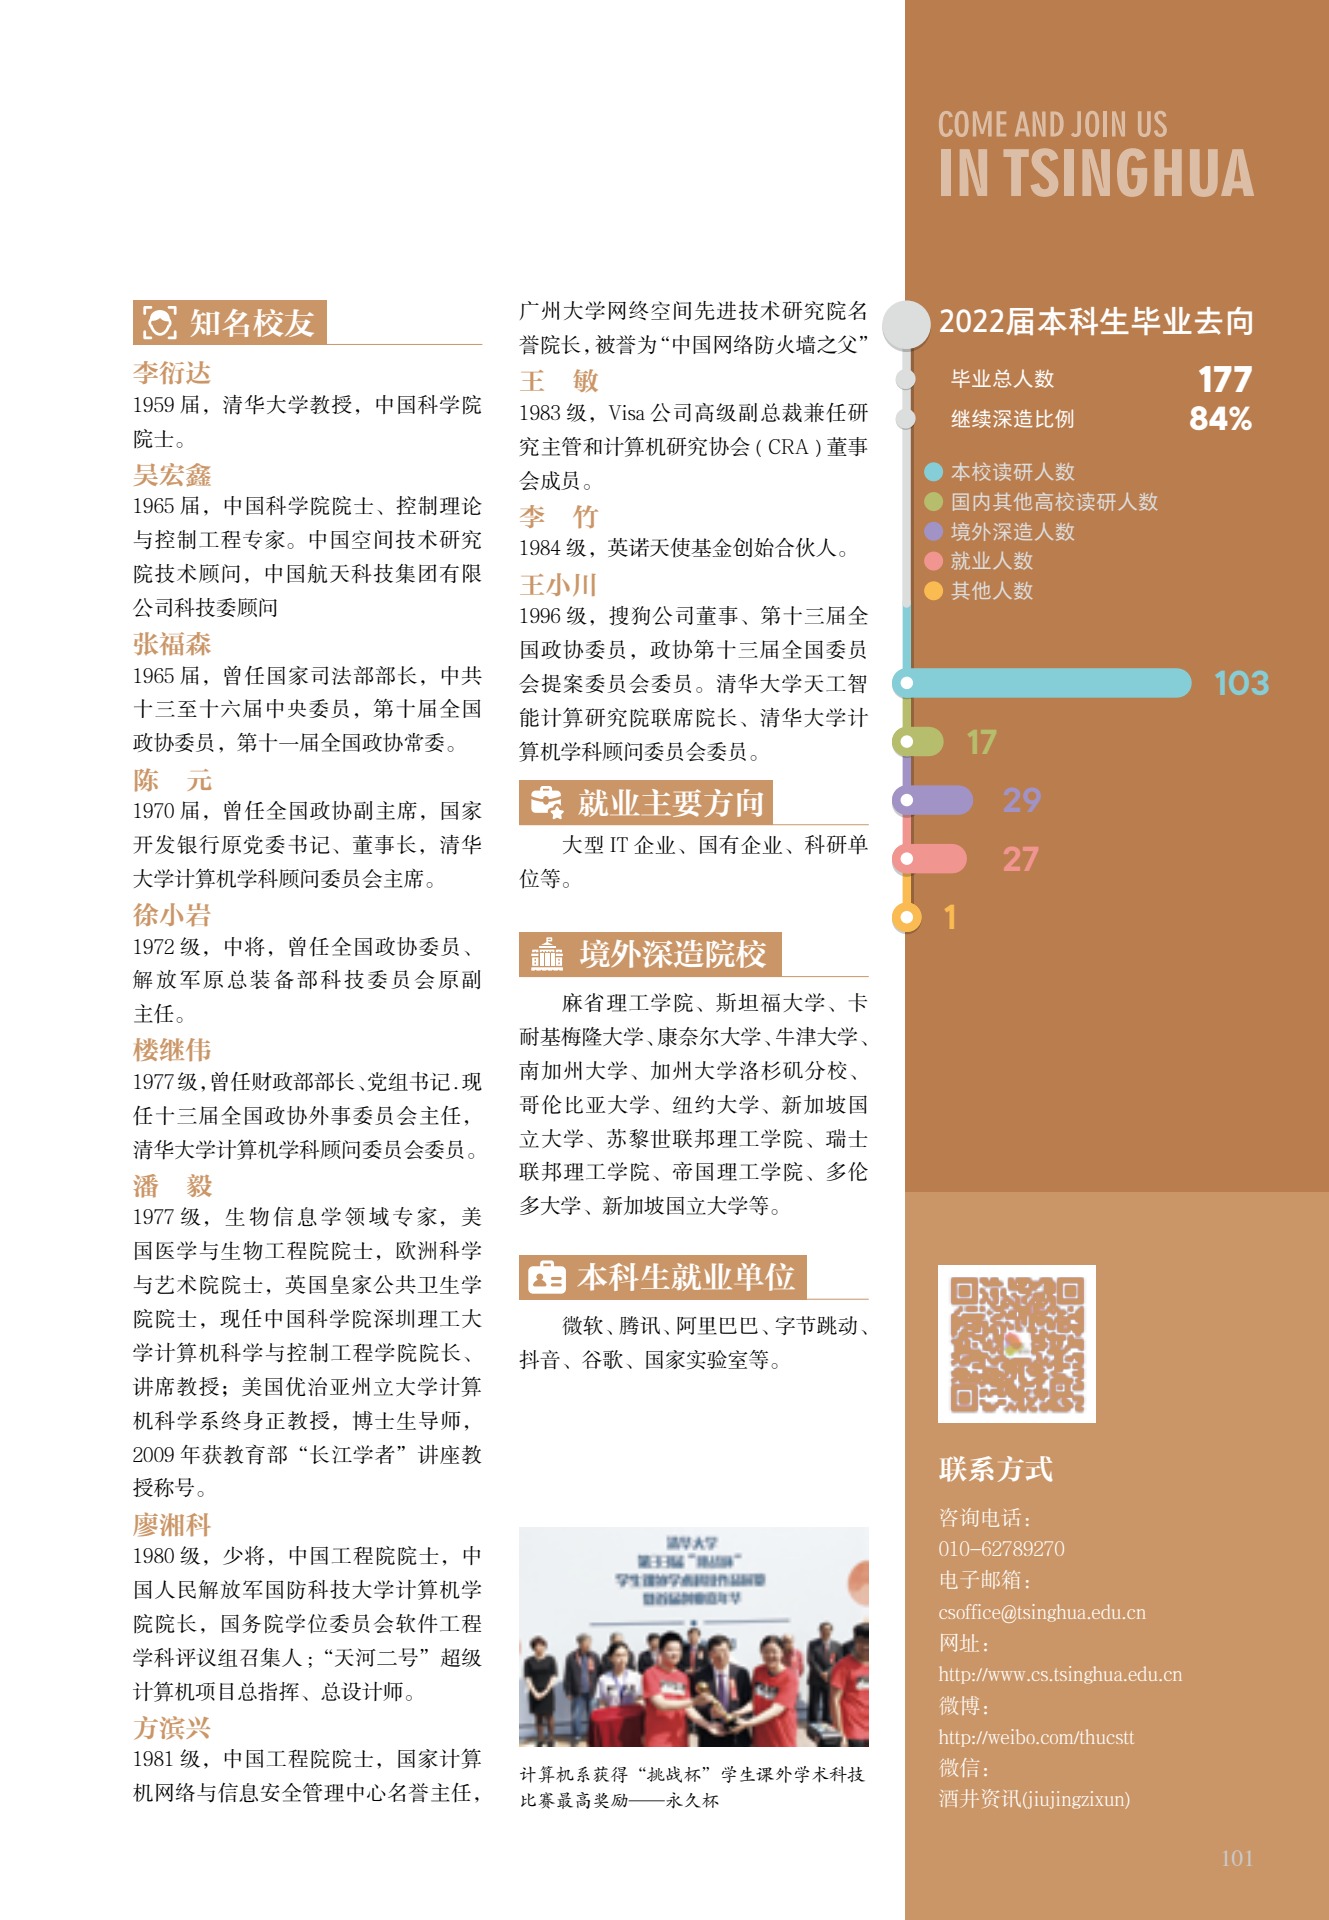 COME AND JOIN US
IN TSINGHUA
知名校友
李衍达
1959 届，清华大学教授，中国科学院
院士。
吴宏鑫
1965 届，中国科学院院士、控制理论
与控制工程专家。中国空间技术研究
院技术顾问，中国航天科技集团有限
公司科技委顾问
张福森
1965 届，曾任国家司法部部长，中共
十三至十六届中央委员，第十届全国
政协委员，第十一届全国政协常委。
陈　元
1970 届，曾任全国政协副主席，国家
开发银行原党委书记、董事长，清华
大学计算机学科顾问委员会主席。
徐小岩
1972 级，中将，曾任全国政协委员、
解放军原总装备部科技委员会原副
主任。
楼继伟
1977级，曾任财政部部长、党组书记．现
任十三届全国政协外事委员会主任，
清华大学计算机学科顾问委员会委员。
潘　毅
1977 级，生物信息学领域专家，美
国医学与生物工程院院士，欧洲科学
与艺术院院士，英国皇家公共卫生学
院院士，现任中国科学院深圳理工大
学计算机科学与控制工程学院院长、
讲席教授；美国优治亚州立大学计算
机科学系终身正教授，博士生导师，
2009 年获教育部“长江学者”讲座教
授称号。
廖湘科
1980 级，少将，中国工程院院士，中
国人民解放军国防科技大学计算机学
院院长，国务院学位委员会软件工程
学科评议组召集人；“天河二号”超级
计算机项目总指挥、总设计师。
方滨兴
1981 级，中国工程院院士，国家计算
机网络与信息安全管理中心名誉主任，
广州大学网终空间先进技术研究院名
誉院长，被誉为“中国网络防火墙之父”
王　敏
1983 级，Visa 公司高级副总裁兼任研
究主管和计算机研究协会（CRA）董事
会成员。
李　竹
1984 级，英诺天使基金创始合伙人。
王小川
1996 级，搜狗公司董事、第十三届全
国政协委员，政协第十三届全国委员
会提案委员会委员。清华大学天工智
能计算研究院联席院长、清华大学计
算机学科顾问委员会委员。
就业主要方向
大型 IT 企业、国有企业、科研单
位等。
境外深造院校
麻省理工学院、斯坦福大学、卡
耐基梅隆大学、康奈尔大学、牛津大学、
南加州大学、加州大学洛杉矶分校、
哥伦比亚大学、纽约大学、新加坡国
立大学、苏黎世联邦理工学院、瑞士
联邦理工学院、帝国理工学院、多伦
多大学、新加坡国立大学等。
本科生就业单位
微软、腾讯、阿里巴巴、字节跳动、
抖音、谷歌、国家实验室等。
清华大学
第三十届“挑战杯”
学生课外学术科技作品展览
计算机系获得“挑战杯”学生课外学术科技
比赛最高奖励——永久杯
2022届本科生毕业去向
毕业总人数 177
继续深造比例 84%
本校读研人数
国内其他高校读研人数
境外深造人数
就业人数
其他人数
103
17
29
27
1
联系方式
咨询电话：
010-62789270
电子邮箱：
csoffice@tsinghua.edu.cn
网址：
http://www.cs.tsinghua.edu.cn
微博：
http://weibo.com/thucstt
微信：
酒井资讯(jiujingzixun)
101